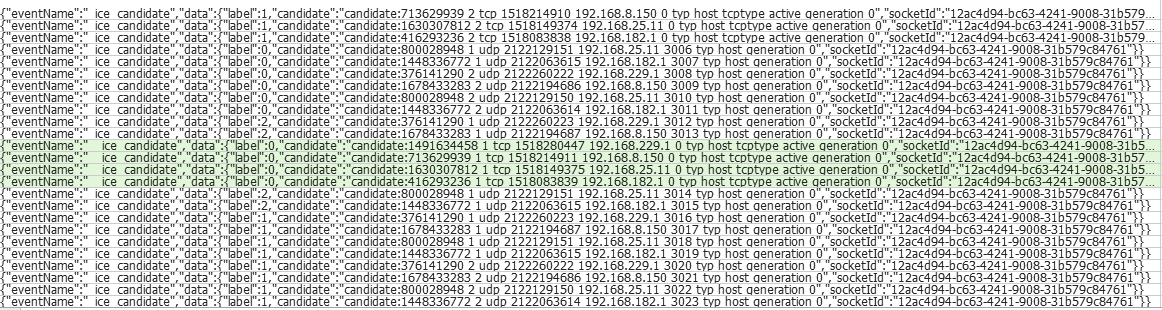 {"eventName":"__ice_candidate","data":{"label":1,"candidate":"candidate:713629939 2 tcp 1518214910 192.168.8.150 0 typ host tcptype active generation 0","socketId":"12ac4d94-bc63-4241-9008-31b579...
{"eventName":"__ice_candidate","data":{"label":1,"candidate":"candidate:1630307812 2 tcp 1518149374 192.168.25.11 0 typ host tcptype active generation 0","socketId":"12ac4d94-bc63-4241-9008-31b57...
{"eventName":"__ice_candidate","data":{"label":1,"candidate":"candidate:416293236 2 tcp 1518083838 192.168.182.1 0 typ host tcptype active generation 0","socketId":"12ac4d94-bc63-4241-9008-31b57...
{"eventName":"__ice_candidate","data":{"label":0,"candidate":"candidate:800028948 1 udp 2122129151 192.168.25.11 3006 typ host generation 0","socketId":"12ac4d94-bc63-4241-9008-31b579c84761"}}
{"eventName":"__ice_candidate","data":{"label":0,"candidate":"candidate:1448336772 1 udp 2122063615 192.168.182.1 3007 typ host generation 0","socketId":"12ac4d94-bc63-4241-9008-31b579c84761"}}
{"eventName":"__ice_candidate","data":{"label":0,"candidate":"candidate:376141290 2 udp 2122260222 192.168.229.1 3008 typ host generation 0","socketId":"12ac4d94-bc63-4241-9008-31b579c84761"}}
{"eventName":"__ice_candidate","data":{"label":0,"candidate":"candidate:1678433283 2 udp 2122194686 192.168.8.150 3009 typ host generation 0","socketId":"12ac4d94-bc63-4241-9008-31b579c84761"}}
{"eventName":"__ice_candidate","data":{"label":0,"candidate":"candidate:800028948 2 udp 2122129150 192.168.25.11 3010 typ host generation 0","socketId":"12ac4d94-bc63-4241-9008-31b579c84761"}}
{"eventName":"__ice_candidate","data":{"label":0,"candidate":"candidate:1448336772 2 udp 2122063614 192.168.182.1 3011 typ host generation 0","socketId":"12ac4d94-bc63-4241-9008-31b579c84761"}}
{"eventName":"__ice_candidate","data":{"label":2,"candidate":"candidate:376141290 1 udp 2122260223 192.168.229.1 3012 typ host generation 0","socketId":"12ac4d94-bc63-4241-9008-31b579c84761"}}
{"eventName":"__ice_candidate","data":{"label":2,"candidate":"candidate:1678433283 1 udp 2122194687 192.168.8.150 3013 typ host generation 0","socketId":"12ac4d94-bc63-4241-9008-31b579c84761"}}
{"eventName":"__ice_candidate","data":{"label":0,"candidate":"candidate:1491634458 1 tcp 1518280447 192.168.229.1 0 typ host tcptype active generation 0","socketId":"12ac4d94-bc63-4241-9008-31b5...
{"eventName":"__ice_candidate","data":{"label":0,"candidate":"candidate:713629939 1 tcp 1518214911 192.168.8.150 0 typ host tcptype active generation 0","socketId":"12ac4d94-bc63-4241-9008-31b57...
{"eventName":"__ice_candidate","data":{"label":0,"candidate":"candidate:1630307812 1 tcp 1518149375 192.168.25.11 0 typ host tcptype active generation 0","socketId":"12ac4d94-bc63-4241-9008-31b5...
{"eventName":"__ice_candidate","data":{"label":0,"candidate":"candidate:416293236 1 tcp 1518083839 192.168.182.1 0 typ host tcptype active generation 0","socketId":"12ac4d94-bc63-4241-9008-31b57...
{"eventName":"__ice_candidate","data":{"label":2,"candidate":"candidate:800028948 1 udp 2122129151 192.168.25.11 3014 typ host generation 0","socketId":"12ac4d94-bc63-4241-9008-31b579c84761"}}
{"eventName":"__ice_candidate","data":{"label":2,"candidate":"candidate:1448336772 1 udp 2122063615 192.168.182.1 3015 typ host generation 0","socketId":"12ac4d94-bc63-4241-9008-31b579c84761"}}
{"eventName":"__ice_candidate","data":{"label":1,"candidate":"candidate:376141290 1 udp 2122260223 192.168.229.1 3016 typ host generation 0","socketId":"12ac4d94-bc63-4241-9008-31b579c84761"}}
{"eventName":"__ice_candidate","data":{"label":1,"candidate":"candidate:1678433283 1 udp 2122194687 192.168.8.150 3017 typ host generation 0","socketId":"12ac4d94-bc63-4241-9008-31b579c84761"}}
{"eventName":"__ice_candidate","data":{"label":1,"candidate":"candidate:800028948 1 udp 2122129151 192.168.25.11 3018 typ host generation 0","socketId":"12ac4d94-bc63-4241-9008-31b579c84761"}}
{"eventName":"__ice_candidate","data":{"label":1,"candidate":"candidate:1448336772 1 udp 2122063615 192.168.182.1 3019 typ host generation 0","socketId":"12ac4d94-bc63-4241-9008-31b579c84761"}}
{"eventName":"__ice_candidate","data":{"label":1,"candidate":"candidate:376141290 2 udp 2122260222 192.168.229.1 3020 typ host generation 0","socketId":"12ac4d94-bc63-4241-9008-31b579c84761"}}
{"eventName":"__ice_candidate","data":{"label":1,"candidate":"candidate:1678433283 2 udp 2122194686 192.168.8.150 3021 typ host generation 0","socketId":"12ac4d94-bc63-4241-9008-31b579c84761"}}
{"eventName":"__ice_candidate","data":{"label":1,"candidate":"candidate:800028948 2 udp 2122129150 192.168.25.11 3022 typ host generation 0","socketId":"12ac4d94-bc63-4241-9008-31b579c84761"}}
{"eventName":"__ice_candidate","data":{"label":1,"candidate":"candidate:1448336772 2 udp 2122063614 192.168.182.1 3023 typ host generation 0","socketId":"12ac4d94-bc63-4241-9008-31b579c84761"}}